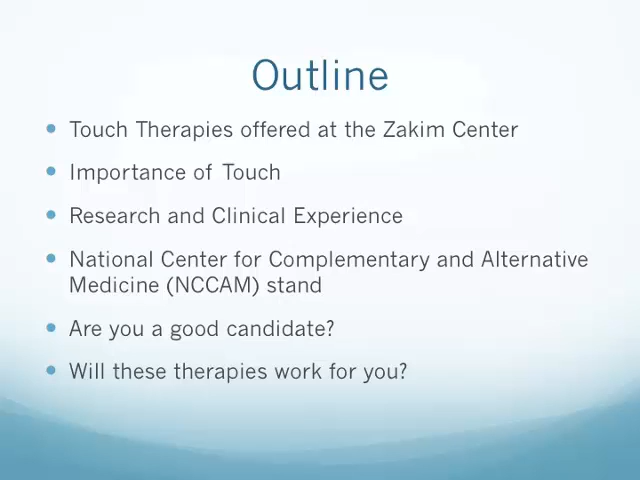 Outline
• Touch Therapies offered at the Zakim Center
• Importance of Touch
• Research and Clinical Experience
• National Center for Complementary and Alternative
Medicine (NCCAM) stand
• Are you a good candidate?
• Will these therapies work for you?